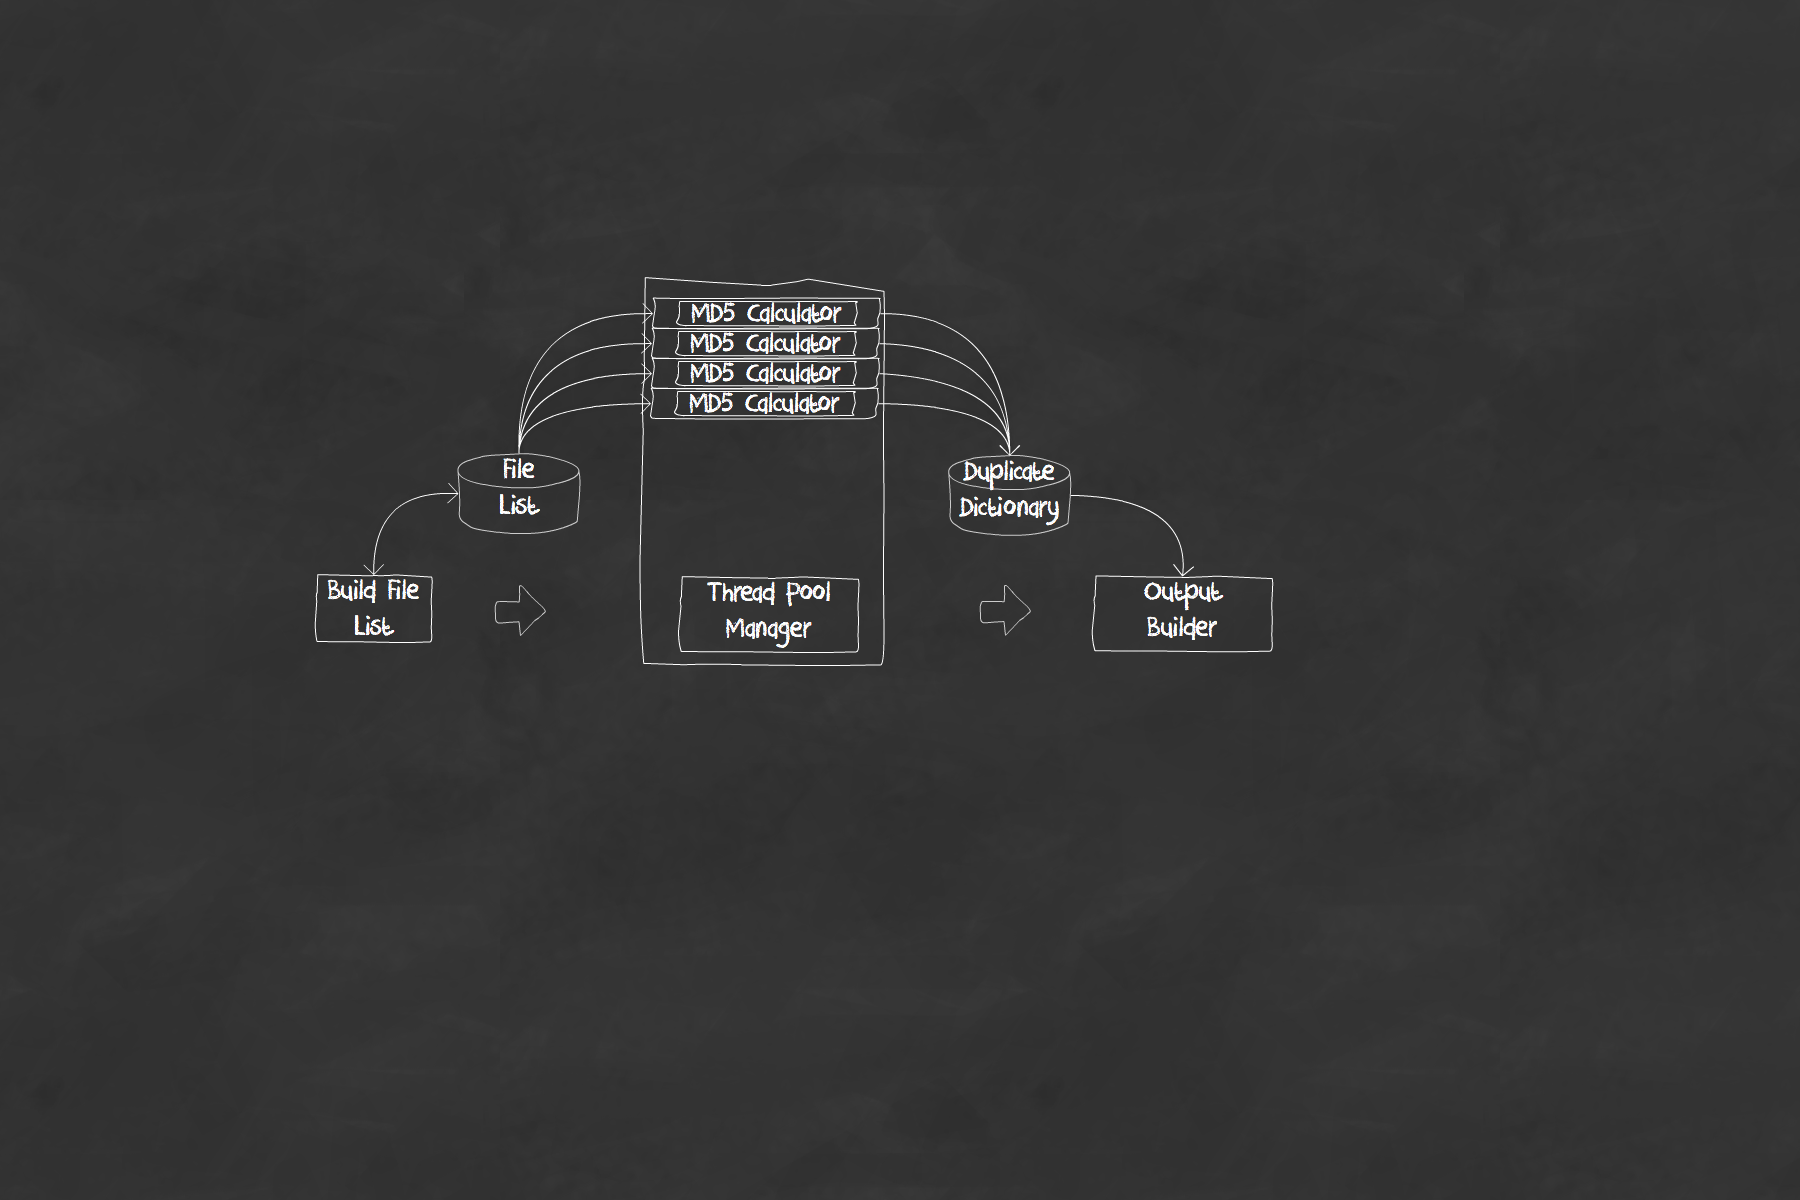 MD5 Calculator
MD5 Calculator
MD5 Calculator
MD5 Calculator
File
List
Duplicate
Dictionary
Build File
List
Thread Pool
Manager
Output
Builder